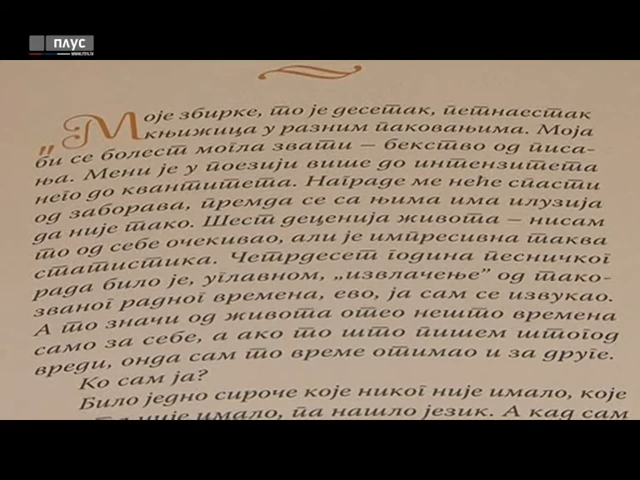 плус
„Моје збирке, то је десетак, петнаестак
књижица у разним паковањима. Моја
би се болест могла звати – бекство од писа-
ња. Мени је у поезији више до интензитета
него до квантитета. Награде ме неће спасти
од заборава, премда се са њима има илузија
да није тако. Шест деценија живота – нисам
то од себе очекивао, али је импресивна таква
статистика. Четрдесет година песничког
рада било је, углавном, „извлачење” од тако-
званог радног времена, ево, ја сам се извукао.
А то значи од живота отео нешто времена
само за себе, а ако то што пишем штогод
вреди, онда сам то време отимао и за друге.
Ко сам ја?
Било једно сироче које никог није имало, које
није имало, па нашло језик. А кад сам